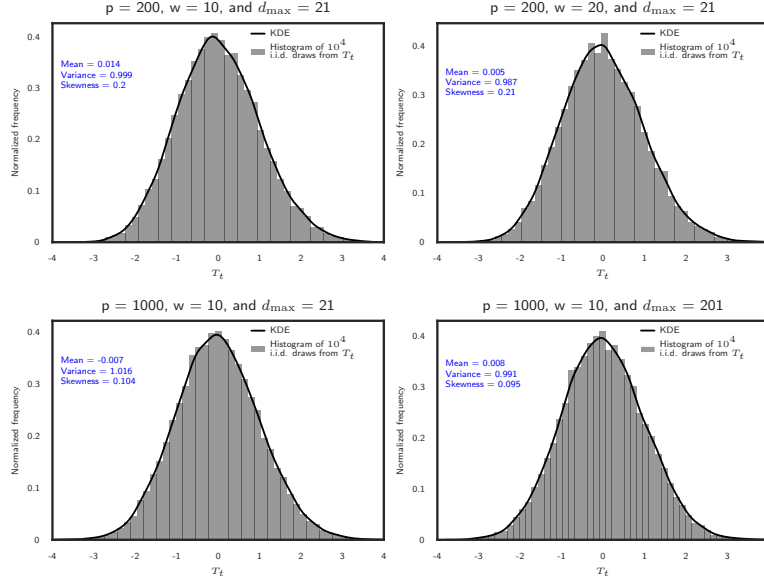 p = 200, w = 10, and d_max = 21
KDE
Histogram of 10^4
i.i.d. draws from T_t
Mean = 0.014
Variance = 0.999
Skewness = 0.2
Normalized frequency
0.4
0.3
0.2
0.1
0
-4 -3 -2 -1 0 1 2 3 4
T_t
p = 200, w = 20, and d_max = 21
KDE
Histogram of 10^4
i.i.d. draws from T_t
Mean = 0.005
Variance = 0.987
Skewness = 0.21
Normalized frequency
0.4
0.3
0.2
0.1
0
-4 -3 -2 -1 0 1 2 3
T_t
p = 1000, w = 10, and d_max = 21
KDE
Histogram of 10^4
i.i.d. draws from T_t
Mean = -0.007
Variance = 1.016
Skewness = 0.104
Normalized frequency
0.4
0.3
0.2
0.1
0
-4 -3 -2 -1 0 1 2 3 4
T_t
p = 1000, w = 10, and d_max = 201
KDE
Histogram of 10^4
i.i.d. draws from T_t
Mean = 0.008
Variance = 0.991
Skewness = 0.095
Normalized frequency
0.4
0.3
0.2
0.1
0
-4 -3 -2 -1 0 1 2 3
T_t